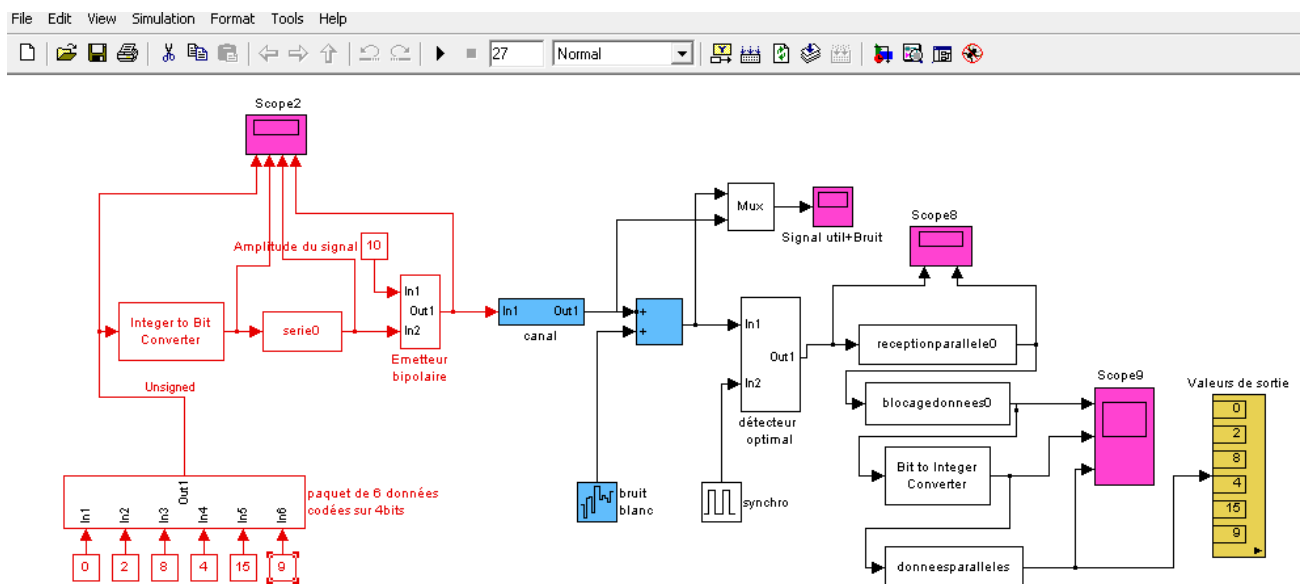 File Edit View Simulation Format Tools Help
27 Normal
Scope2
Amplitude du signal
10
In1
Out1
In2
Emetteur
bipolaire
Integer to Bit
Converter
serie0
Unsigned
In1 Out1
canal
+
+
Mux
Signal util+Bruit
Scope8
In1
Out1
In2
détecteur
optimal
receptionparallele0
blocagedonnees0
Bit to Integer
Converter
donneesparalleles
Scope9
Valeurs de sortie
0
2
8
4
15
9
bruit
blanc
synchro
Out1
In1 In2 In3 In4 In5 In6
paquet de 6 données
codées sur 4bits
0 2 8 4 15 9